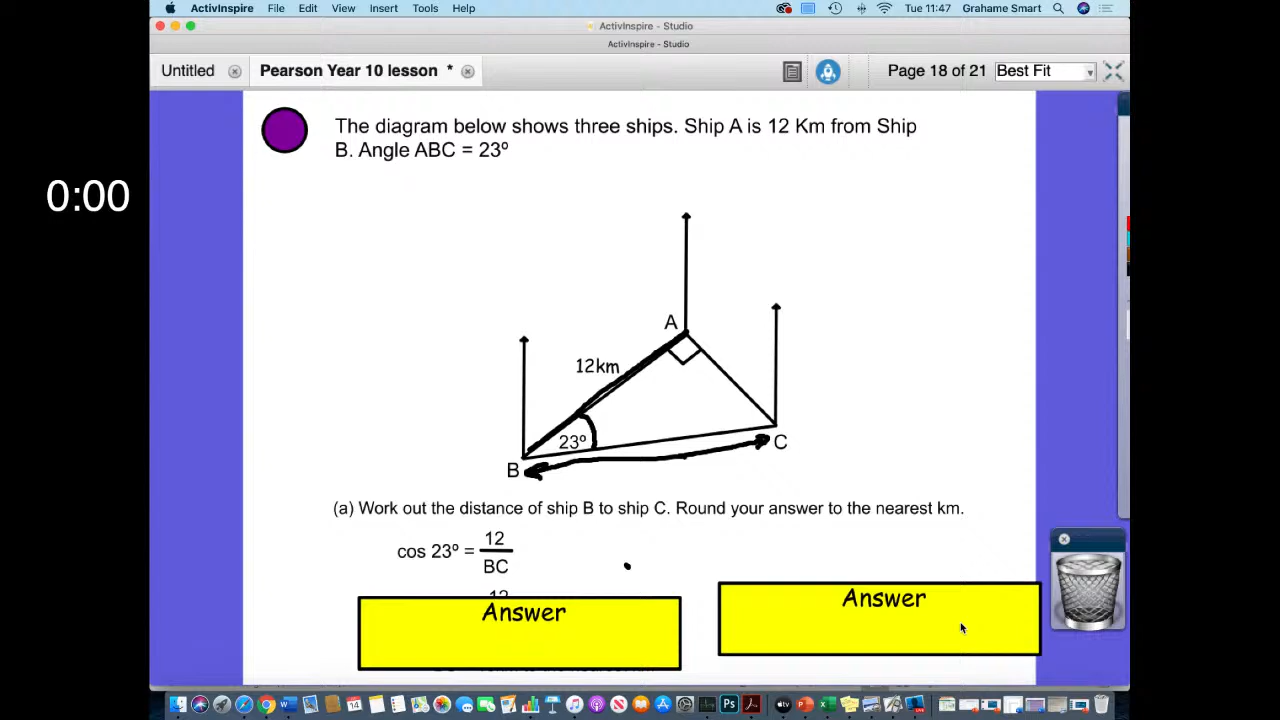 ActivInspire File Edit View Insert Tools Help Tue 11:47 Grahame Smart
ActivInspire - Studio
ActivInspire - Studio
Untitled Pearson Year 10 lesson * Page 18 of 21 Best Fit
The diagram below shows three ships. Ship A is 12 Km from Ship
B. Angle ABC = 23º
0:00
A
12km
23º
C
B
(a) Work out the distance of ship B to ship C. Round your answer to the nearest km.
cos 23º = 12
BC
Answer
Answer